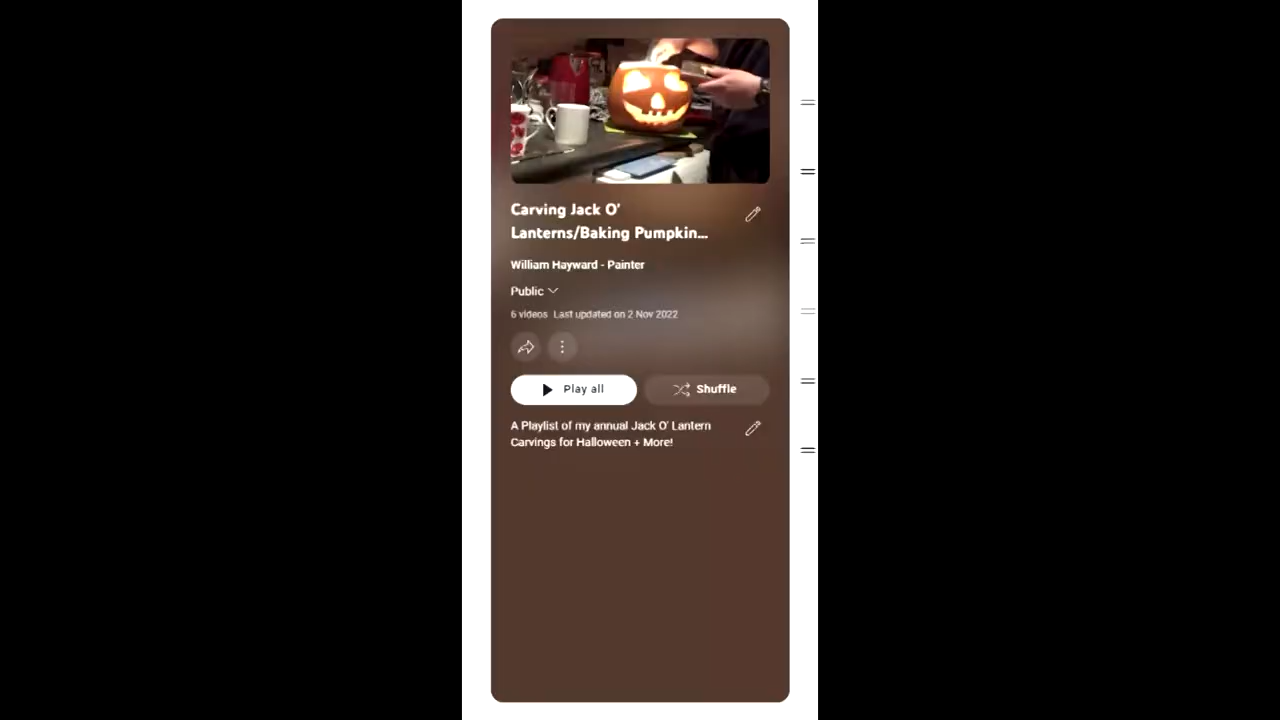 Carving Jack O'
Lanterns/Baking Pumpkin...
William Hayward - Painter
Public
6 videos Last updated on 2 Nov 2022
Play all
Shuffle
A Playlist of my annual Jack O' Lantern
Carvings for Halloween + More!